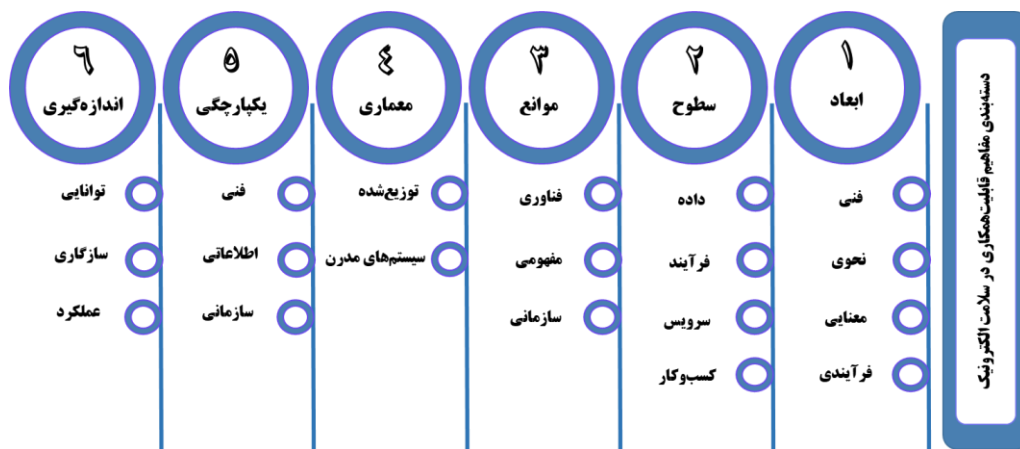 دسته‌بندی مفاهیم قابلیت‌همکاری در سلامت الکترونیک
۱
ابعاد
فنی
نحوی
معنایی
فرآیندی
۲
سطوح
داده
فرآیند
سرویس
کسب‌وکار
۳
موانع
فناوری
مفهومی
سازمانی
٤
معماری
توزیع‌شده
سیستم‌های مدرن
۵
یکپارچگی
فنی
اطلاعاتی
سازمانی
٦
اندازه‌گیری
توانایی
سازگاری
عملکرد